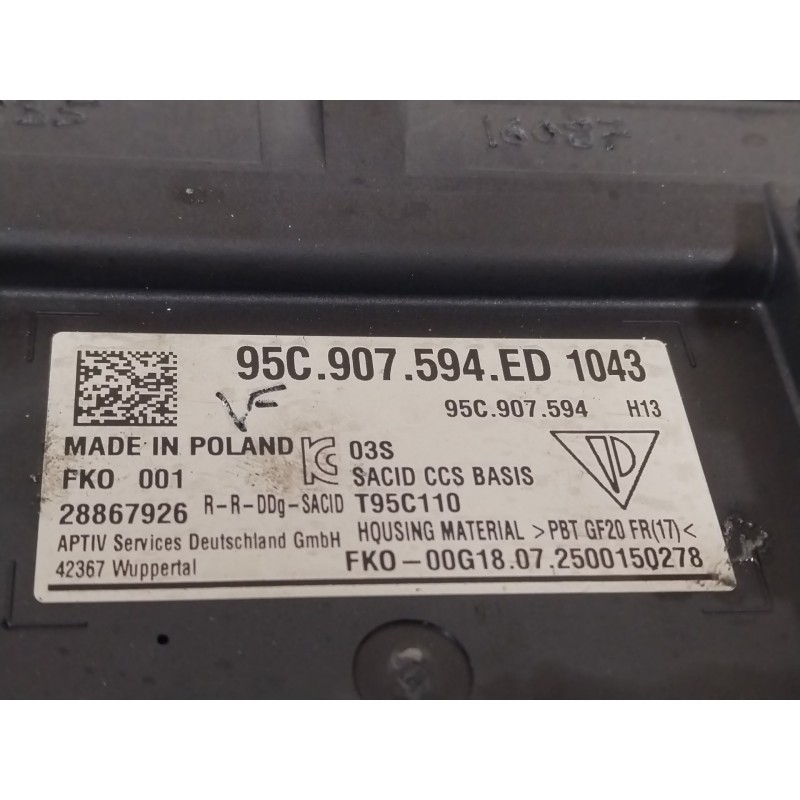 16087
95C.907.594.ED 1043
95C.907.594 H13
MADE IN POLAND 03S
FKO 001 SACID CCS BASIS
28867926 R-R-DDg-SACID T95C110
APTIV Services Deutschland GmbH HOUSING MATERIAL >PBT GF20 FR(17)<
42367 Wuppertal FKO-00G18.07.2500150278